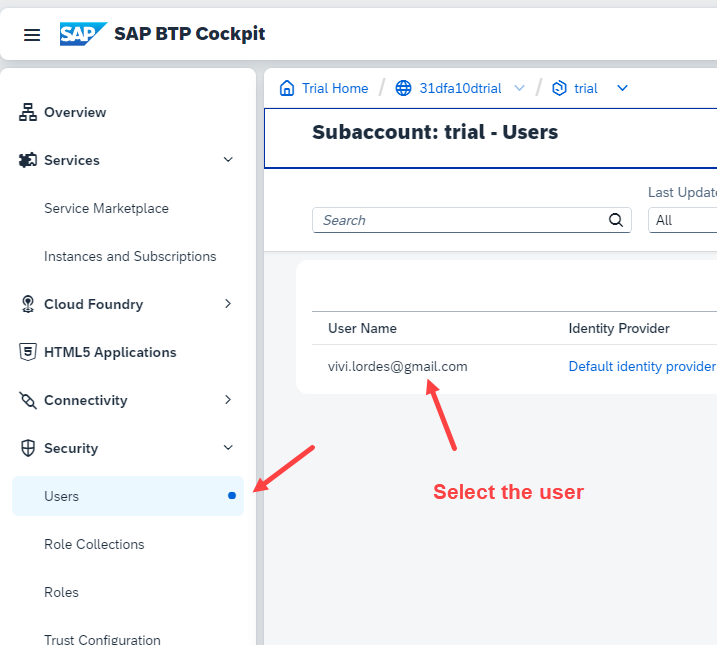 SAP SAP BTP Cockpit
Overview
Services
Service Marketplace
Instances and Subscriptions
Cloud Foundry
HTML5 Applications
Connectivity
Security
Users
Role Collections
Roles
Trust Configuration
Trial Home / 31dfa10dtrial / trial
Subaccount: trial - Users
Last Update
Search
All
User Name Identity Provider
vivi.lordes@gmail.com Default identity provider
Select the user